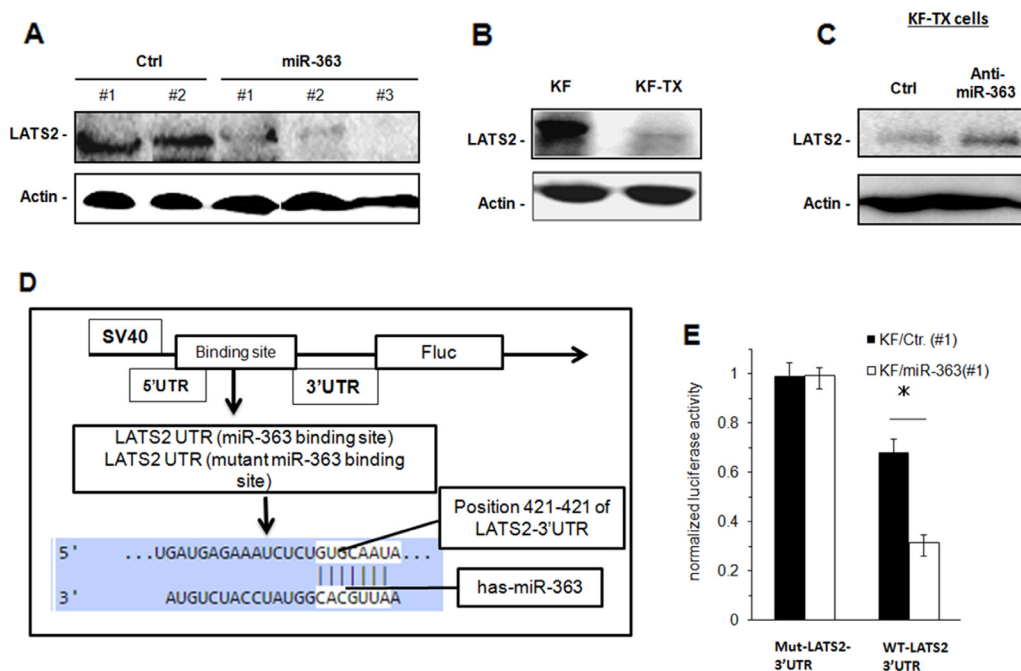 A
Ctrl miR-363
#1 #2 #1 #2 #3
LATS2 -
Actin -
B
KF KF-TX
LATS2 -
Actin -
KF-TX cells
C
Ctrl Anti-miR-363
LATS2 -
Actin -
D
SV40
Binding site
Fluc
5'UTR
3'UTR
LATS2 UTR (miR-363 binding site)
LATS2 UTR (mutant miR-363 binding
site)
Position 421-421 of
LATS2-3'UTR
5' ...UGAUGAGAAAUCUCUGUGCAAUA...
has-miR-363
3' AUGUCUACCUAUGGCACGUUAA
E
KF/Ctr. (#1)
KF/miR-363(#1)
*
normalized luciferase activity
1
0.8
0.6
0.4
0.2
0
Mut-LATS2-
3'UTR
WT-LATS2
3'UTR